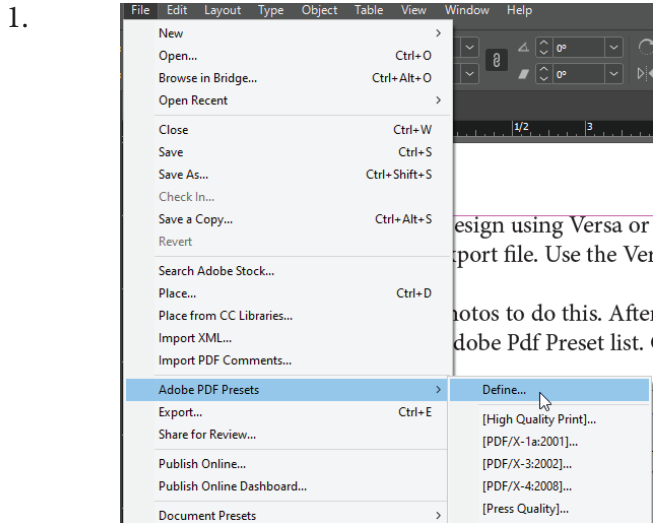 1.
File Edit Layout Type Object Table View Window Help
New
Open... Ctrl+O
Browse in Bridge... Ctrl+Alt+O
Open Recent
0°
0°
Close Ctrl+W
1/2 3
Save Ctrl+S
Save As... Ctrl+Shift+S
Check In...
Save a Copy... Ctrl+Alt+S
esign using Versa or
Revert
port file. Use the Ver
Search Adobe Stock...
Place... Ctrl+D
Place from CC Libraries...
otos to do this. After
Import XML...
dobe Pdf Preset list.
Import PDF Comments...
Adobe PDF Presets
Define...
Export... Ctrl+E
[High Quality Print]...
Share for Review...
[PDF/X-1a:2001]...
Publish Online...
[PDF/X-3:2002]...
Publish Online Dashboard...
[PDF/X-4:2008]...
Document Presets
[Press Quality]...